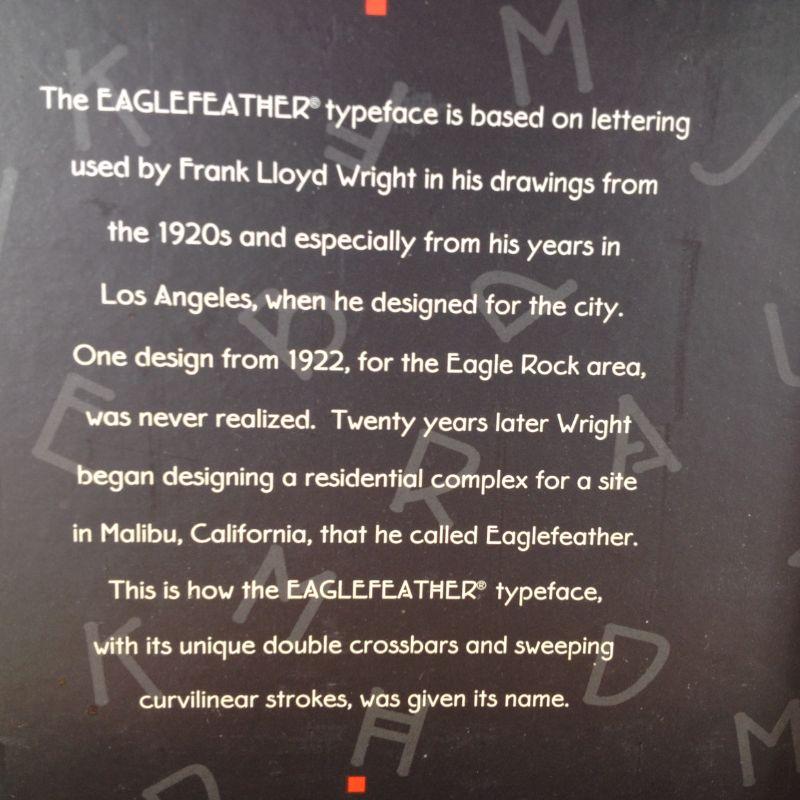 The EAGLEFEATHER® typeface is based on lettering
used by Frank Lloyd Wright in his drawings from
the 1920s and especially from his years in
Los Angeles, when he designed for the city.
One design from 1922, for the Eagle Rock area,
was never realized. Twenty years later Wright
began designing a residential complex for a site
in Malibu, California, that he called Eaglefeather.
This is how the EAGLEFEATHER® typeface,
with its unique double crossbars and sweeping
curvilinear strokes, was given its name.